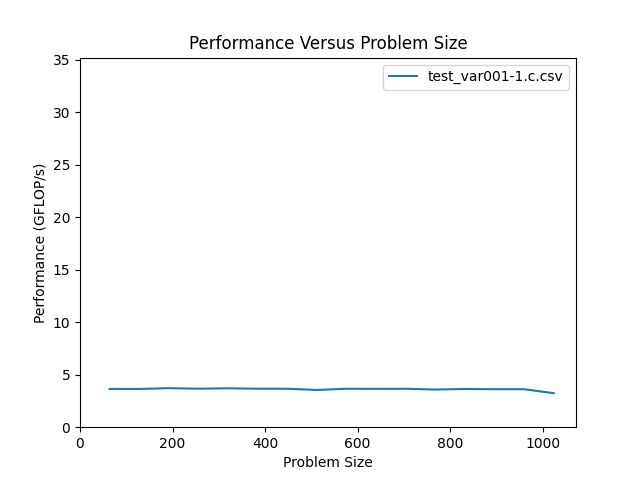 Performance Versus Problem Size
test_var001-1.c.csv
Performance (GFLOP/s)
35
30
25
20
15
10
5
0
0 200 400 600 800 1000
Problem Size